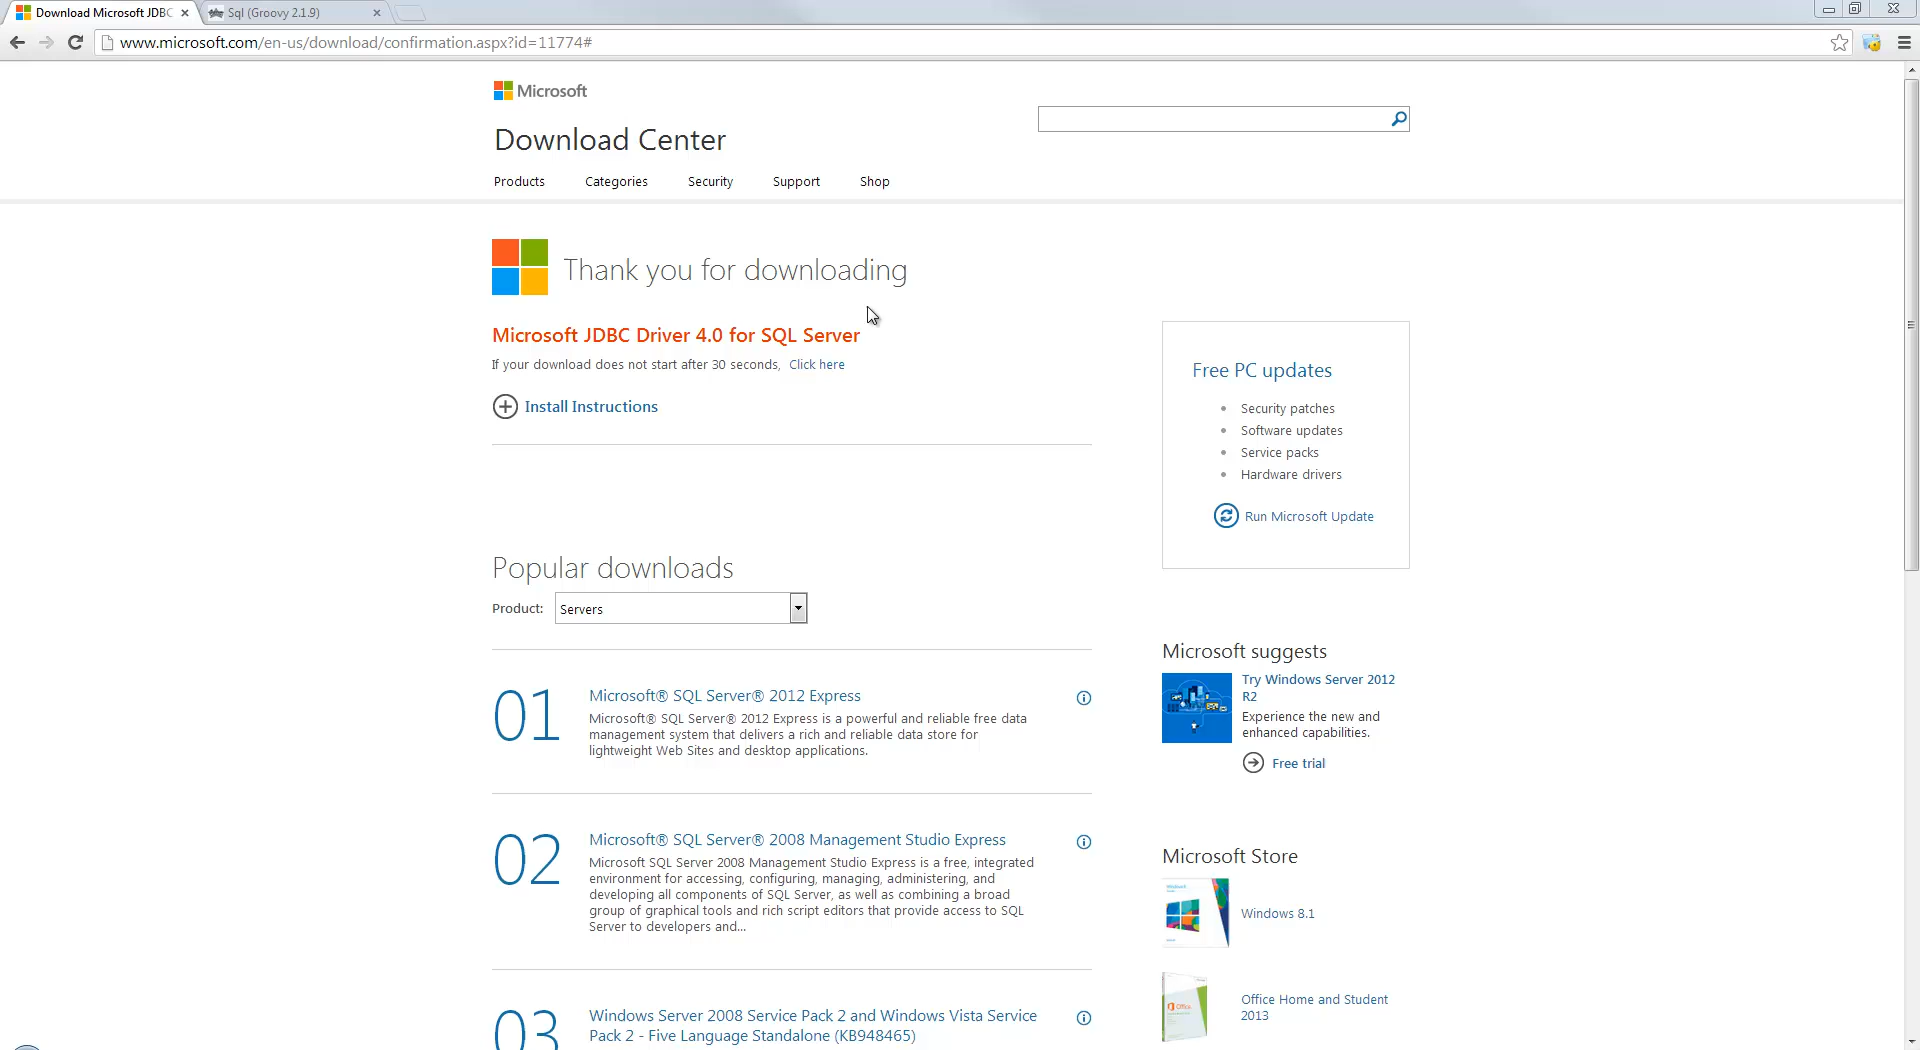 Download Microsoft JDBC
Sql (Groovy 2.1.9)
www.microsoft.com/en-us/download/confirmation.aspx?id=11774#
Microsoft
Download Center
Products Categories Security Support Shop
Thank you for downloading
Microsoft JDBC Driver 4.0 for SQL Server
If your download does not start after 30 seconds, Click here
Install Instructions
Free PC updates
Security patches
Software updates
Service packs
Hardware drivers
Run Microsoft Update
Popular downloads
Product: Servers
01
Microsoft® SQL Server® 2012 Express
Microsoft® SQL Server® 2012 Express is a powerful and reliable free data
management system that delivers a rich and reliable data store for
lightweight Web Sites and desktop applications.
02
Microsoft® SQL Server® 2008 Management Studio Express
Microsoft SQL Server 2008 Management Studio Express is a free, integrated
environment for accessing, configuring, managing, administering, and
developing all components of SQL Server, as well as combining a broad
group of graphical tools and rich script editors that provide access to SQL
Server to developers and...
03
Windows Server 2008 Service Pack 2 and Windows Vista Service
Pack 2 - Five Language Standalone (KB948465)
Microsoft suggests
Try Windows Server 2012
R2
Experience the new and
enhanced capabilities.
Free trial
Microsoft Store
Windows 8.1
Office
Office Home and Student
2013